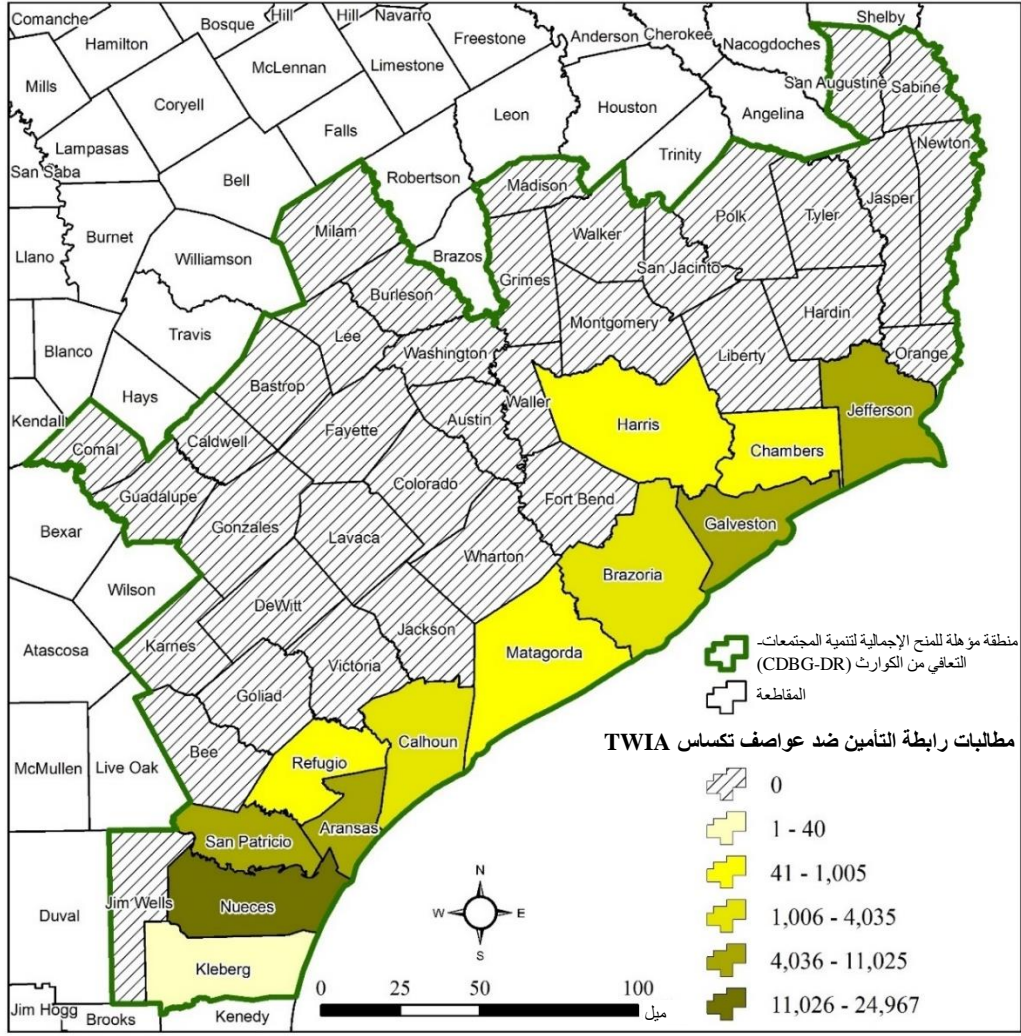 Comanche
Bosque
Hill
Hill
Navarro
Shelby
Hamilton
Freestone
Anderson
Cherokee
Nacogdoches
McLennan
Limestone
San Augustine
Sabine
Mills
Coryell
Leon
Houston
Angelina
Falls
Newton
Lampasas
Trinity
San Saba
Bell
Robertson
Madison
Jasper
Polk
Tyler
Burnet
Milam
Walker
Llano
Williamson
Brazos
San Jacinto
Grimes
Burleson
Hardin
Travis
Lee
Montgomery
Blanco
Washington
Liberty
Orange
Bastrop
Hays
Waller
Jefferson
Kendall
Fayette
Austin
Harris
Caldwell
Comal
Chambers
Colorado
Guadalupe
Fort Bend
Bexar
Gonzales
Galveston
Lavaca
Wharton
Brazoria
Wilson
DeWitt
Karnes
Jackson
Atascosa
Matagorda
Victoria
Goliad
Calhoun
Bee
Refugio
McMullen
Live Oak
Aransas
San Patricio
Duval
Jim Wells
Nueces
Kleberg
Jim Hogg
Brooks
Kenedy
منطقة مؤهلة للمنح الإجمالية لتنمية المجتمعات-
التعافي من الكوارث (CDBG-DR)
المقاطعة
مطالبات رابطة التأمين ضد عواصف تكساس TWIA
0
1 - 40
41 - 1,005
1,006 - 4,035
4,036 - 11,025
11,026 - 24,967
N
W E
S
0 25 50 100
ميل